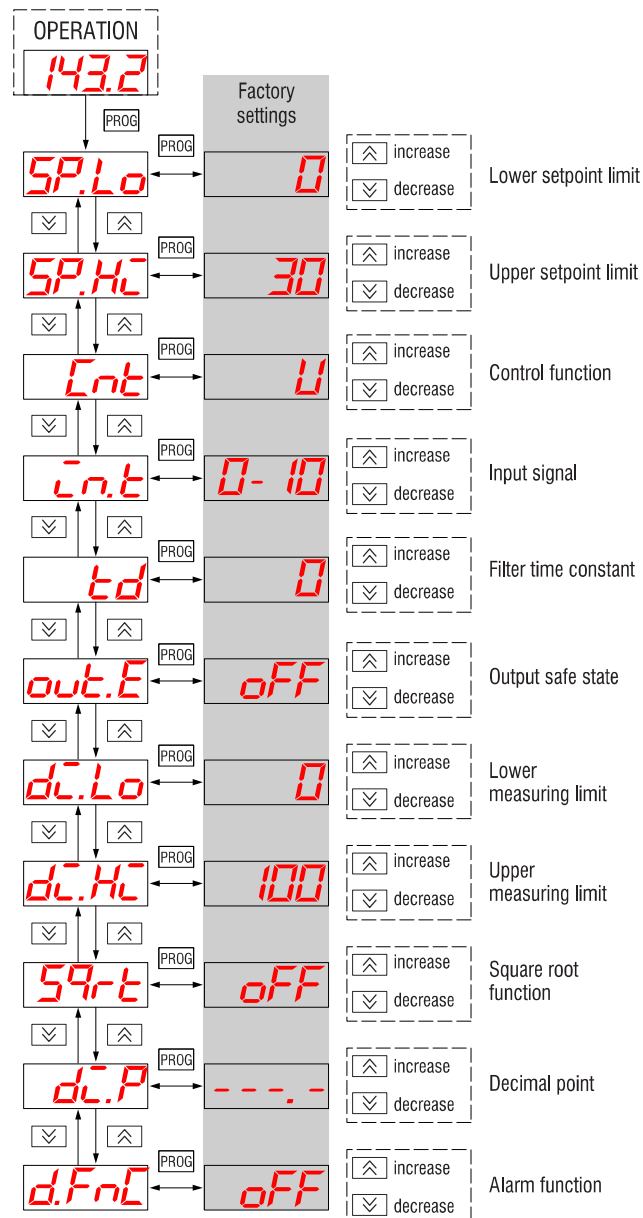 OPERATION
143.2
PROG
Factory
settings
SP.Lo
PROG
0
increase
decrease
Lower setpoint limit
SP.Hi
PROG
30
increase
decrease
Upper setpoint limit
Cnt
PROG
U
increase
decrease
Control function
in.t
PROG
0-10
increase
decrease
Input signal
td
PROG
0
increase
decrease
Filter time constant
out.E
PROG
oFF
increase
decrease
Output safe state
di.Lo
PROG
0
increase
decrease
Lower
measuring limit
di.Hi
PROG
100
increase
decrease
Upper
measuring limit
Sqrt
PROG
oFF
increase
decrease
Square root
function
di.P
PROG
---.-
increase
decrease
Decimal point
d.FnC
PROG
oFF
increase
decrease
Alarm function